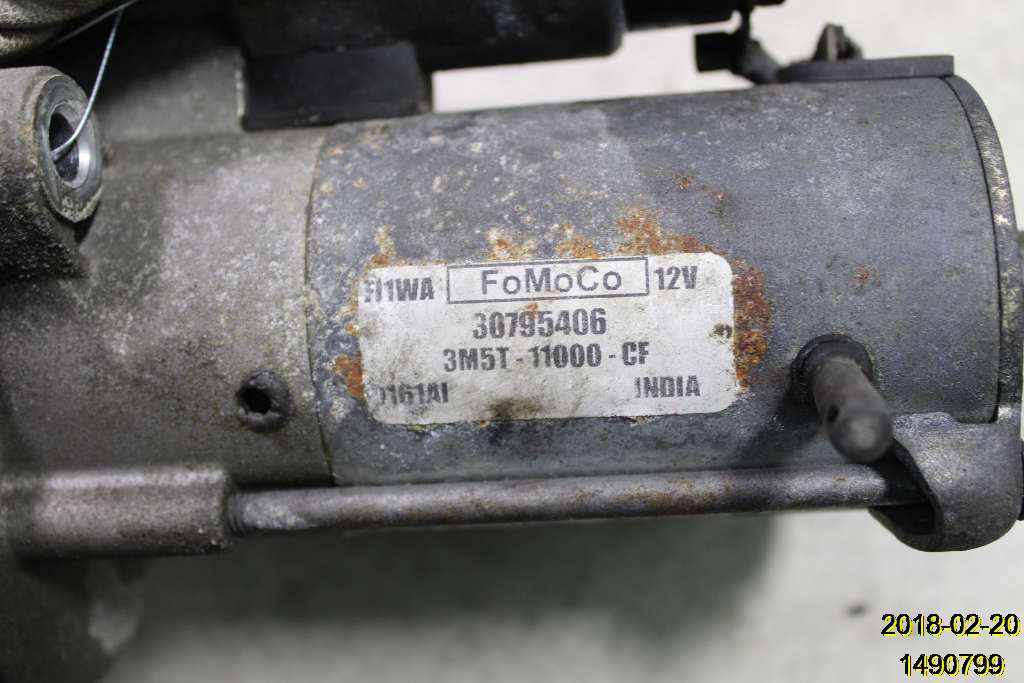 FoMoCo 12V
30795406
3M5T-11000-CF
INDIA
2018-02-20
1490799